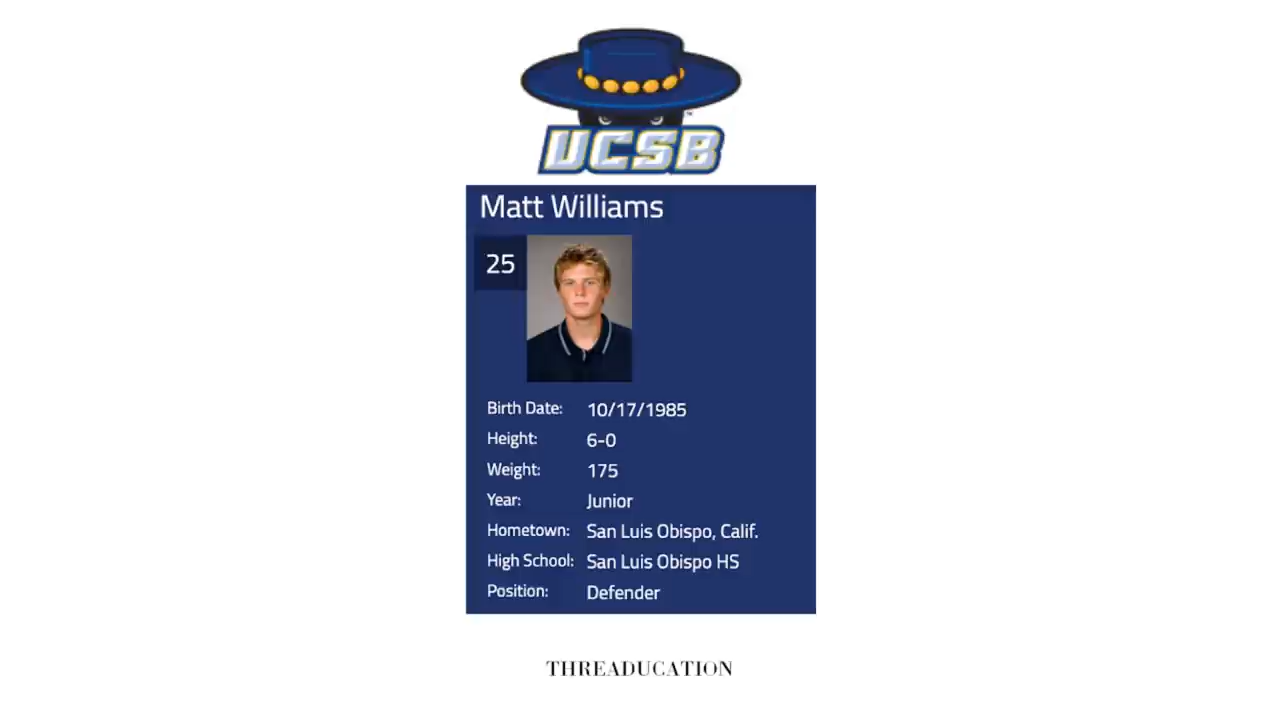 UCSB
Matt Williams
25
Birth Date: 10/17/1985
Height: 6-0
Weight: 175
Year: Junior
Hometown: San Luis Obispo, Calif.
High School: San Luis Obispo HS
Position: Defender
THREADUCATION